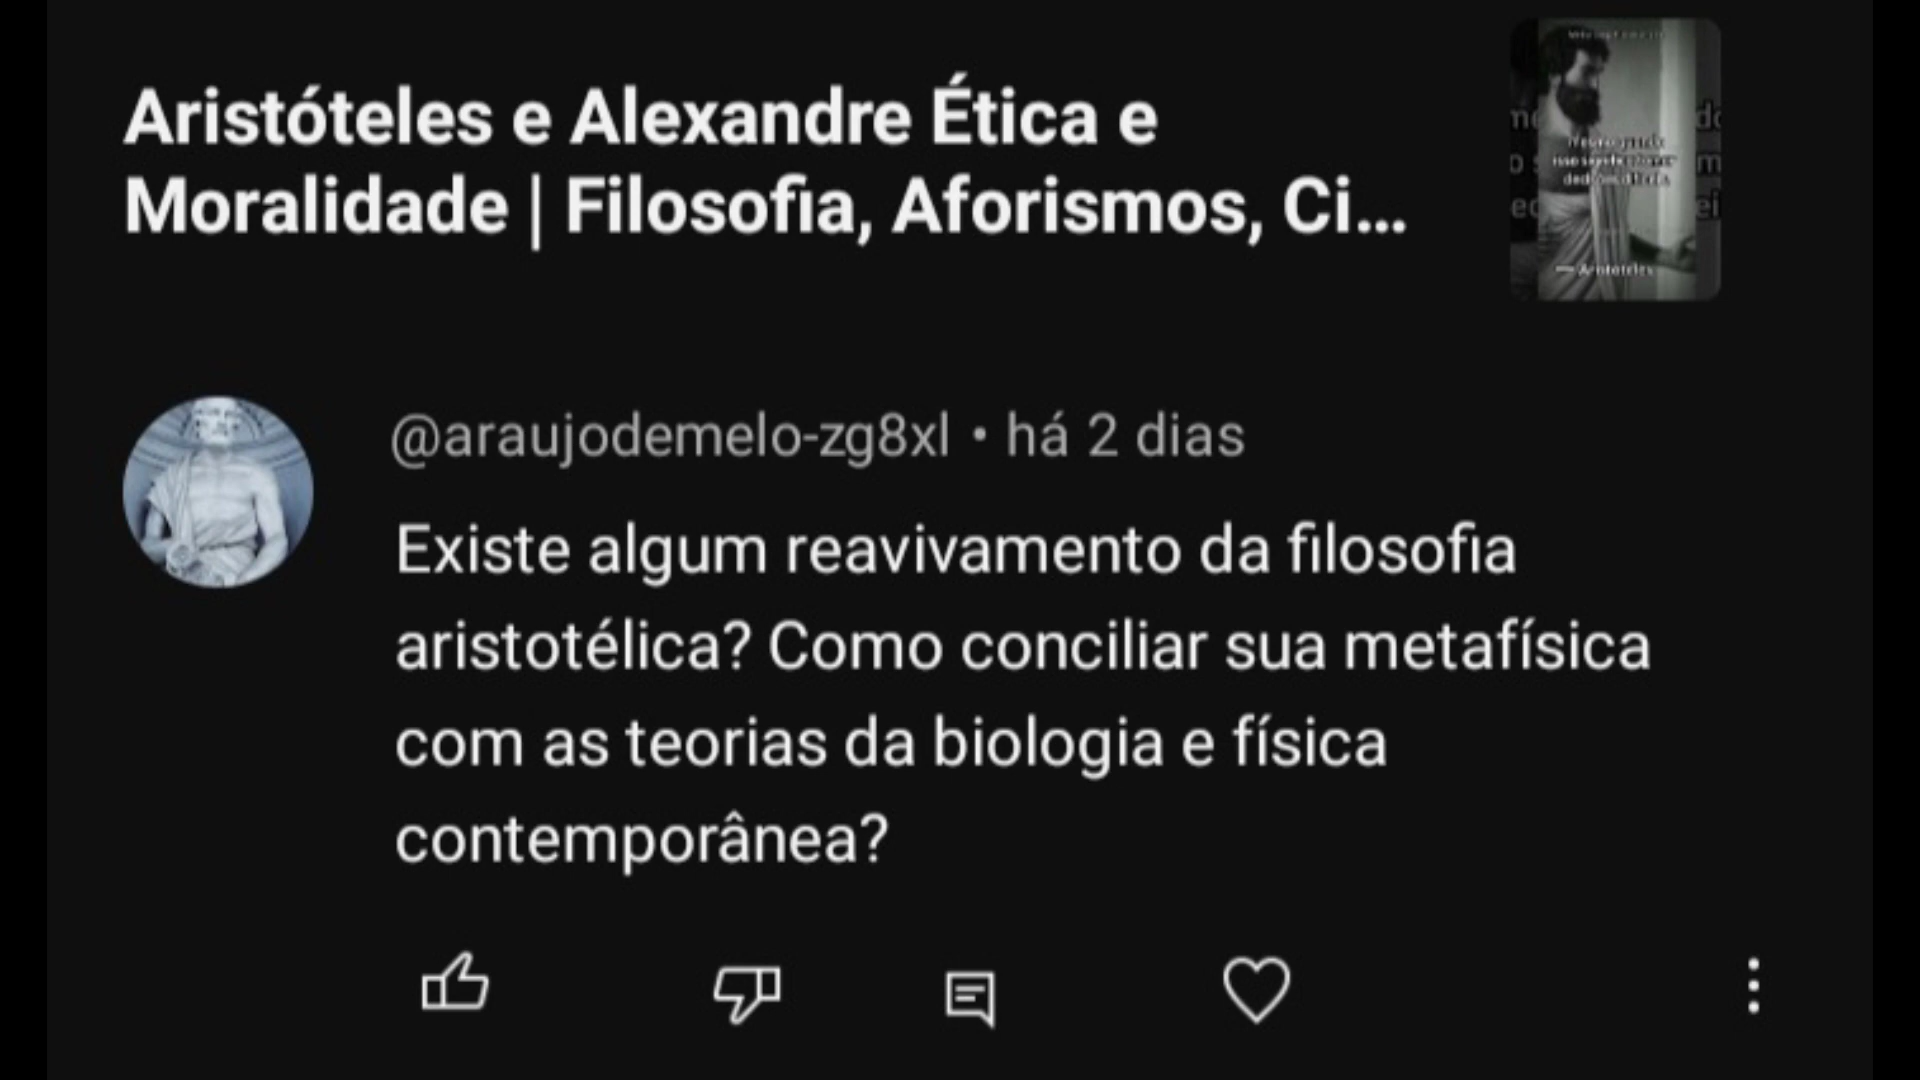 Aristóteles e Alexandre Ética e
Moralidade | Filosofia, Aforismos, Ci...
— Aristóteles
@araujodemelo-zg8xl • há 2 dias
Existe algum reavivamento da filosofia
aristotélica? Como conciliar sua metafísica
com as teorias da biologia e física
contemporânea?